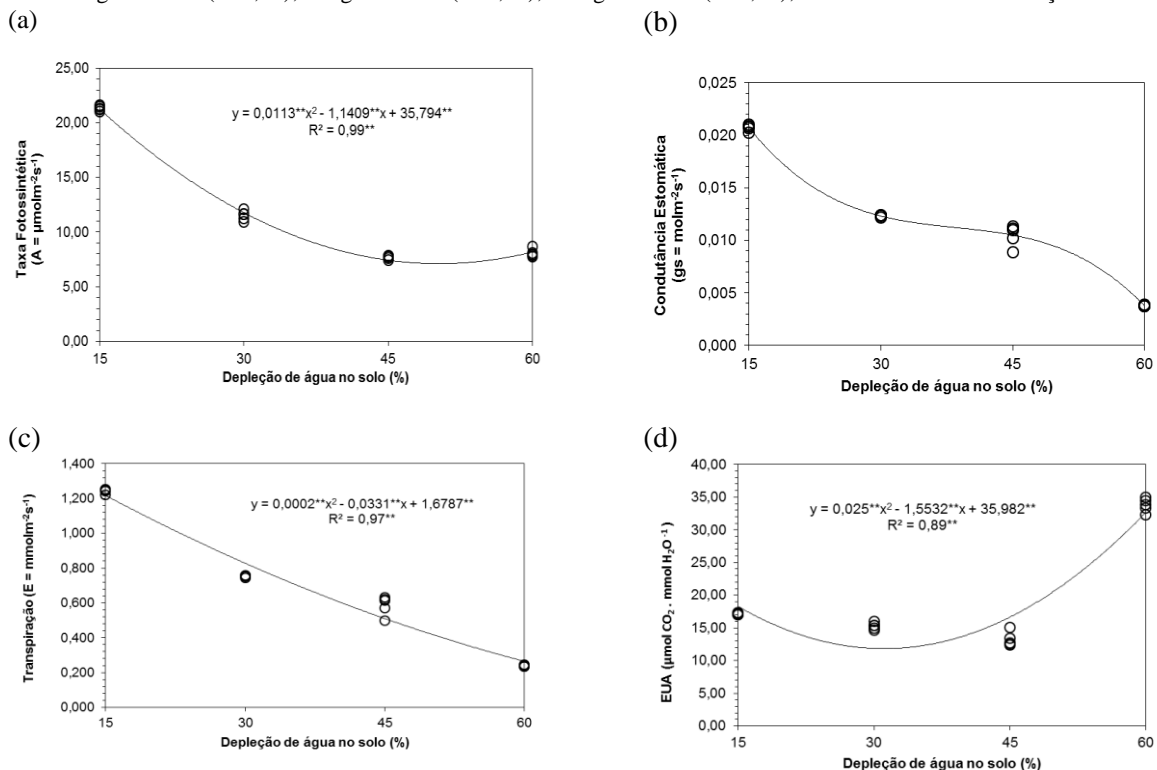 (a)
25,00
20,00
15,00
10,00
5,00
0,00
Taxa Fotossintética
(A = µmolm-2s-1)
y = 0,0113**x2 - 1,1409**x + 35,794**
R² = 0,99**
15 30 45 60
Depleção de água no solo (%)
(b)
0,025
0,020
0,015
0,010
0,005
0,000
Condutância Estomática
(gs = molm-2s-1)
15 30 45 60
Depleção de água no solo (%)
(c)
1,400
1,200
1,000
0,800
0,600
0,400
0,200
0,000
Transpiração (E = mmolm-2s-1)
y = 0,0002**x2 - 0,0331**x + 1,6787**
R² = 0,97**
15 30 45 60
Depleção de água no solo (%)
(d)
40,00
35,00
30,00
25,00
20,00
15,00
10,00
5,00
0,00
EUA (µmol CO2 . mmol H2O-1)
y = 0,025**x2 - 1,5532**x + 35,982**
R² = 0,89**
15 30 45 60
Depleção de água no solo (%)